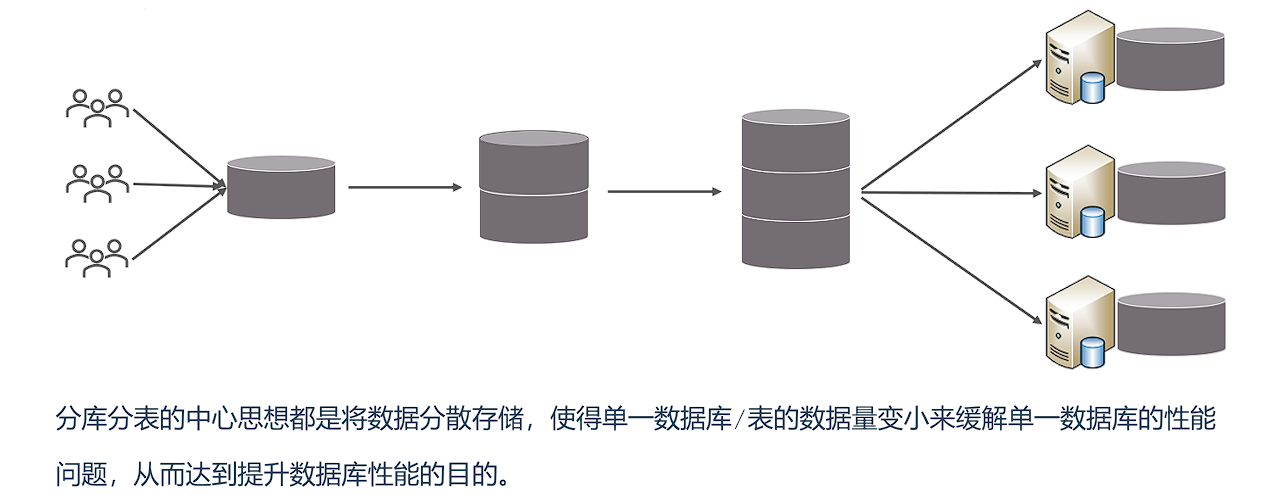 分库分表的中心思想都是将数据分散存储，使得单一数据库/表的数据量变小来缓解单一数据库的性能
问题，从而达到提升数据库性能的目的。